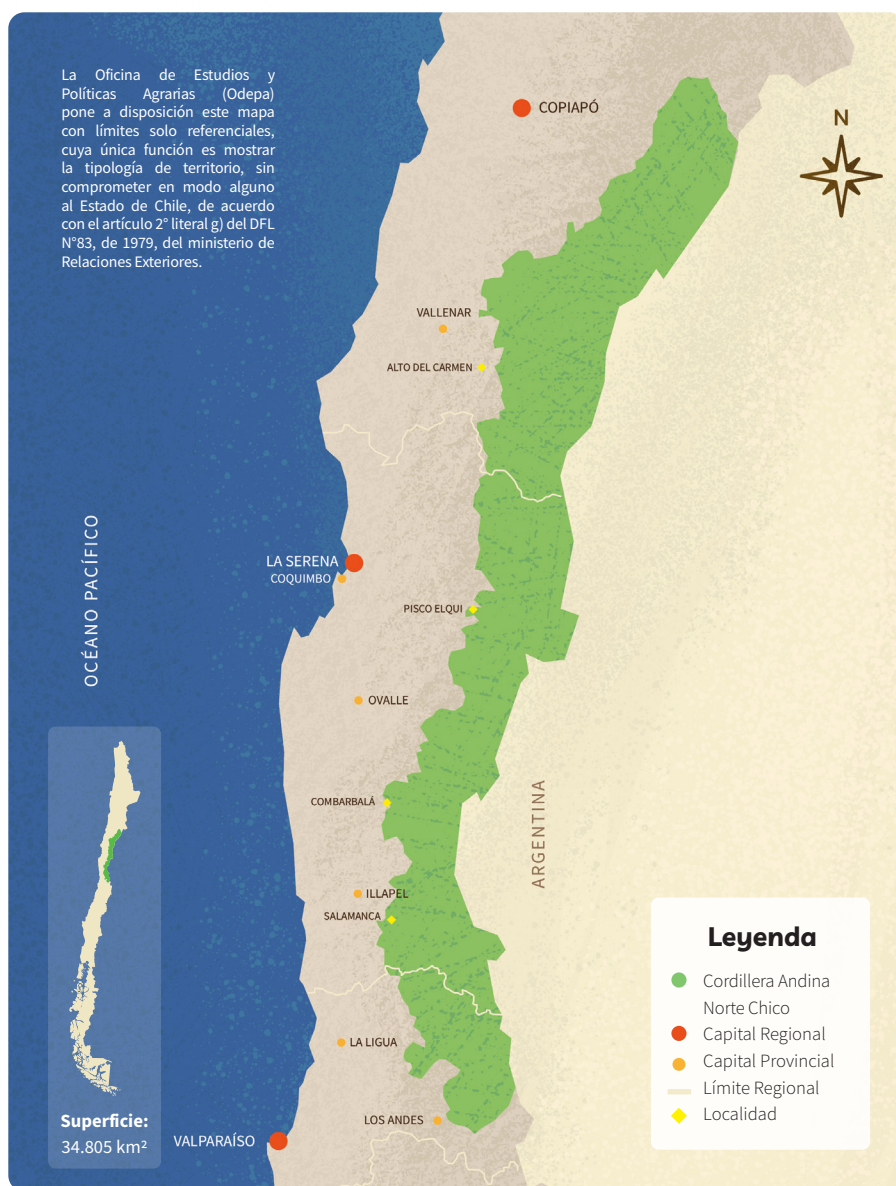 La Oficina de Estudios y
Políticas Agrarias (Odepa)
pone a disposición este mapa
con límites solo referenciales,
cuya única función es mostrar
la tipología de territorio, sin
comprometer en modo alguno
al Estado de Chile, de acuerdo
con el artículo 2° literal g) del DFL
N°83, de 1979, del ministerio de
Relaciones Exteriores.
COPIAPÓ
N
VALLENAR
ALTO DEL CARMEN
OCÉANO PACÍFICO
LA SERENA
COQUIMBO
PISCO ELQUI
OVALLE
COMBARBALÁ
ARGENTINA
ILLAPEL
SALAMANCA
LA LIGUA
LOS ANDES
VALPARAÍSO
Superficie:
34.805 km²
Leyenda
Cordillera Andina
Norte Chico
Capital Regional
Capital Provincial
Límite Regional
Localidad